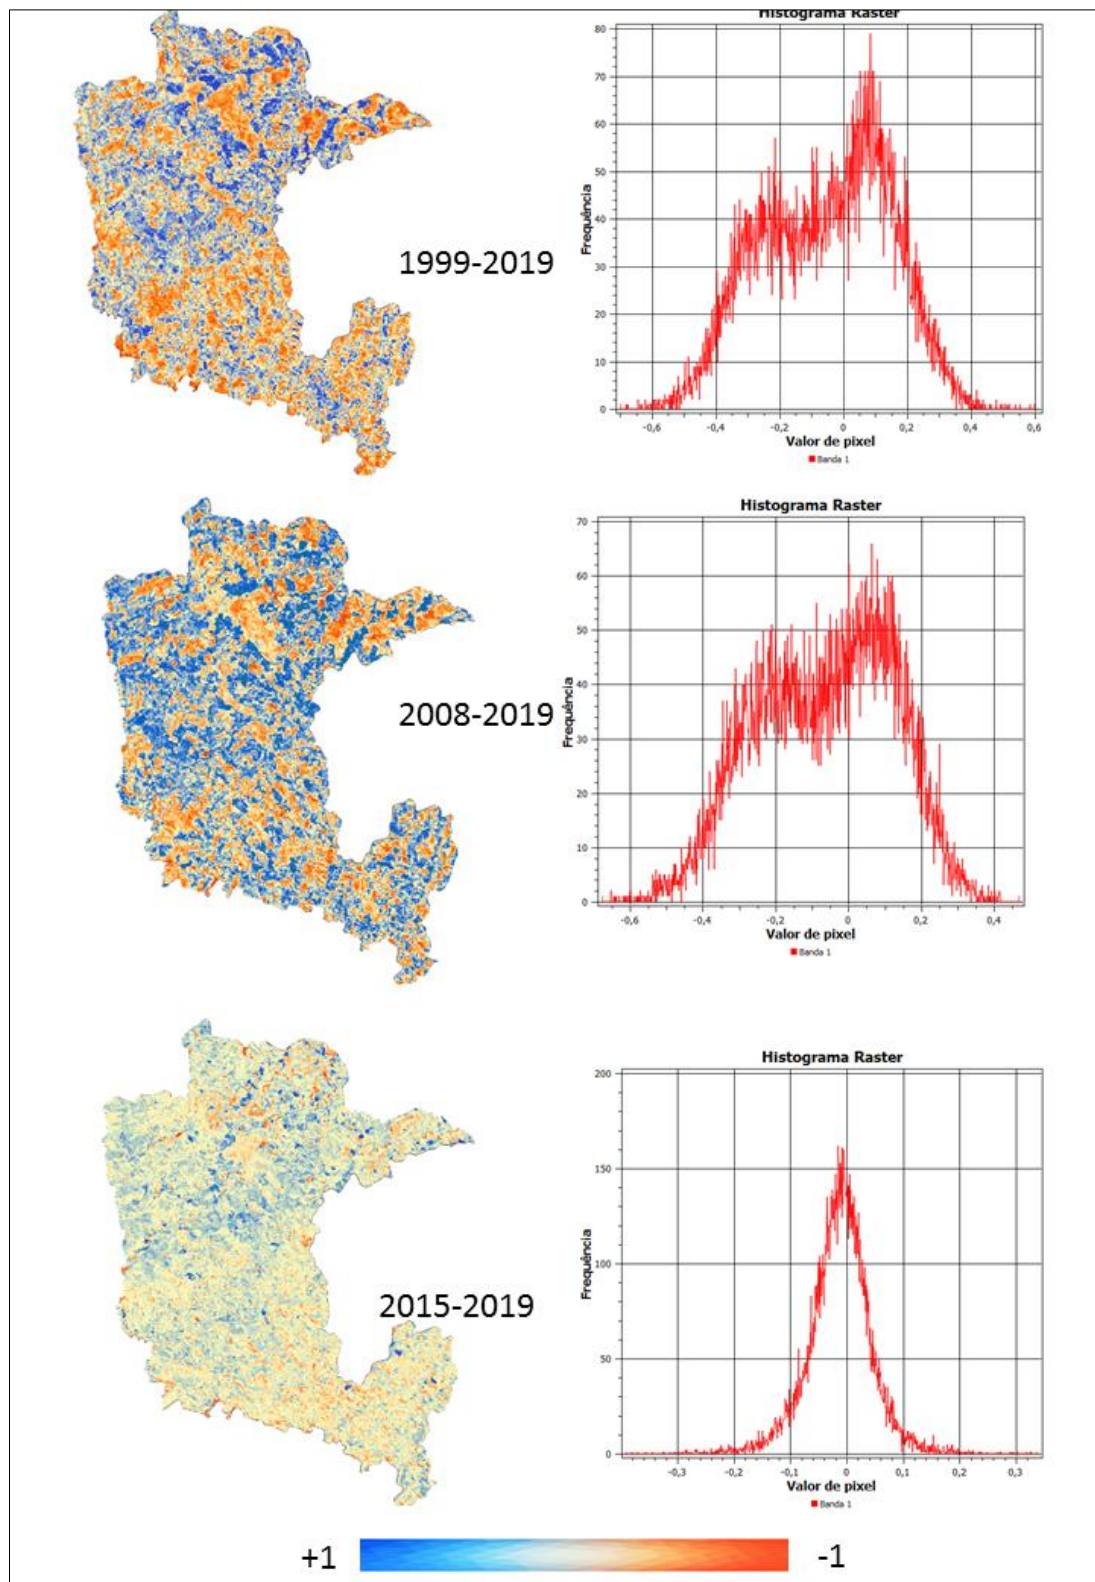 Histograma Raster
80
70
60
50
40
30
20
10
0
Frequência
-0,6 -0,4 -0,2 0 0,2 0,4 0,6
Valor de pixel
Banda 1
1999-2019
Histograma Raster
70
60
50
40
30
20
10
0
Frequência
-0,6 -0,4 -0,2 0 0,2 0,4
Valor de pixel
Banda 1
2008-2019
Histograma Raster
200
150
100
50
0
Frequência
-0,3 -0,2 -0,1 0 0,1 0,2 0,3
Valor de pixel
Banda 1
2015-2019
+1 -1